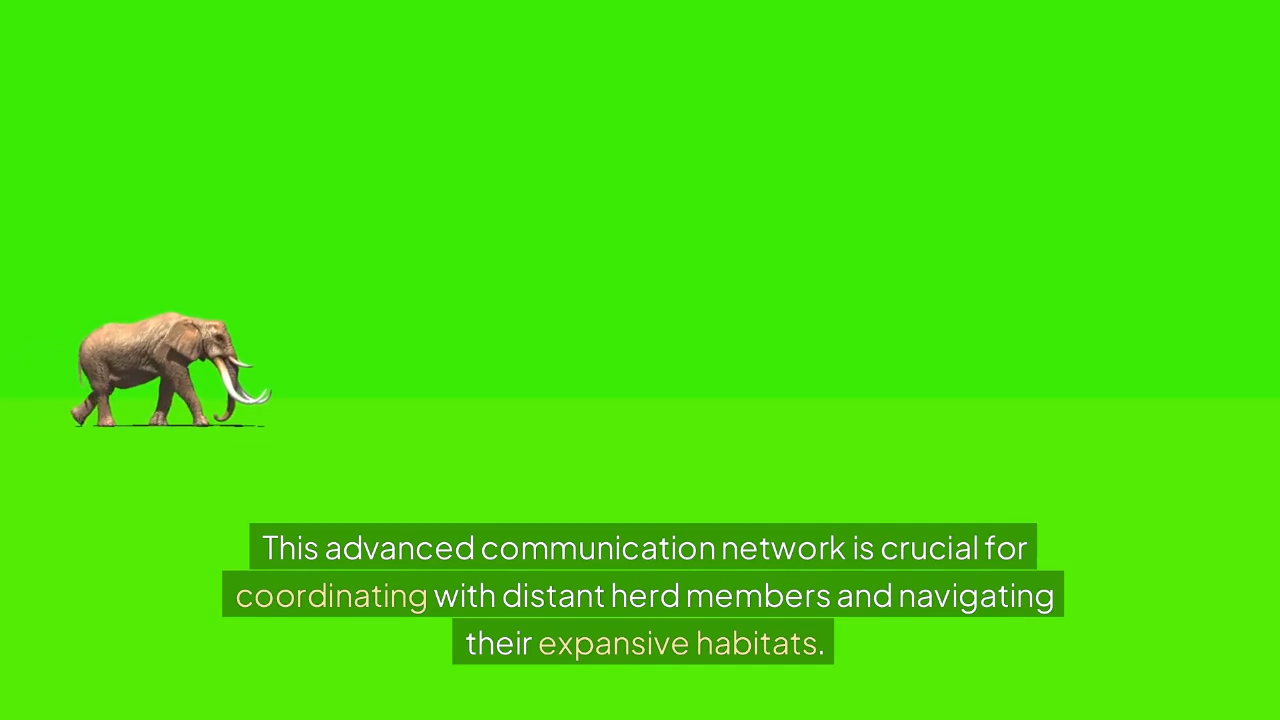 This advanced communication network is crucial for
coordinating with distant herd members and navigating
their expansive habitats.